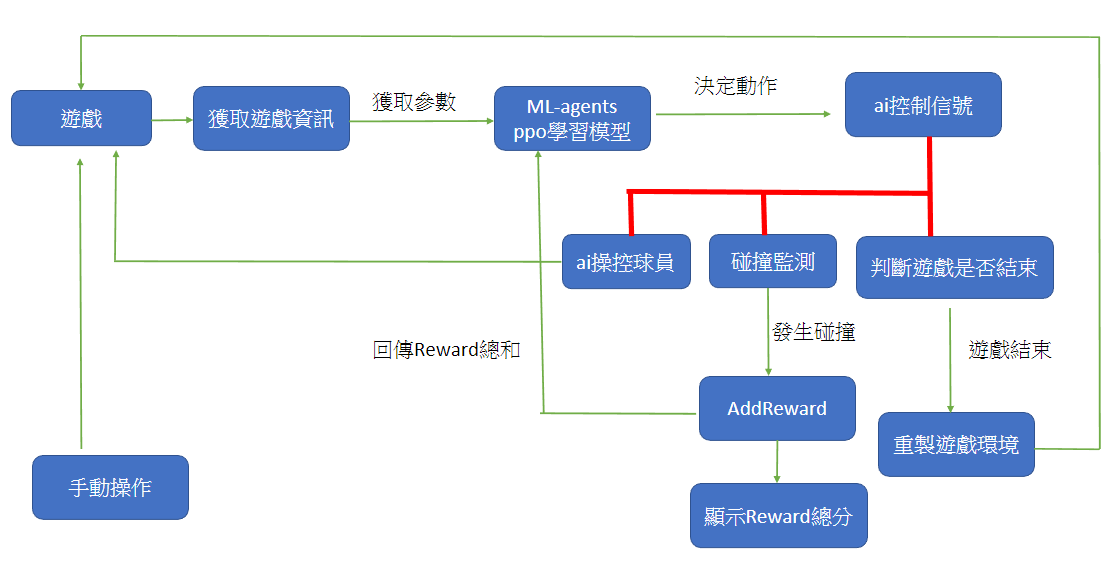 決定動作
獲取參數
ML-agents
ppo學習模型
ai控制信號
遊戲
獲取遊戲資訊
ai操控球員
碰撞監測
判斷遊戲是否結束
發生碰撞
回傳Reward總和
遊戲結束
AddReward
重製遊戲環境
手動操作
顯示Reward總分